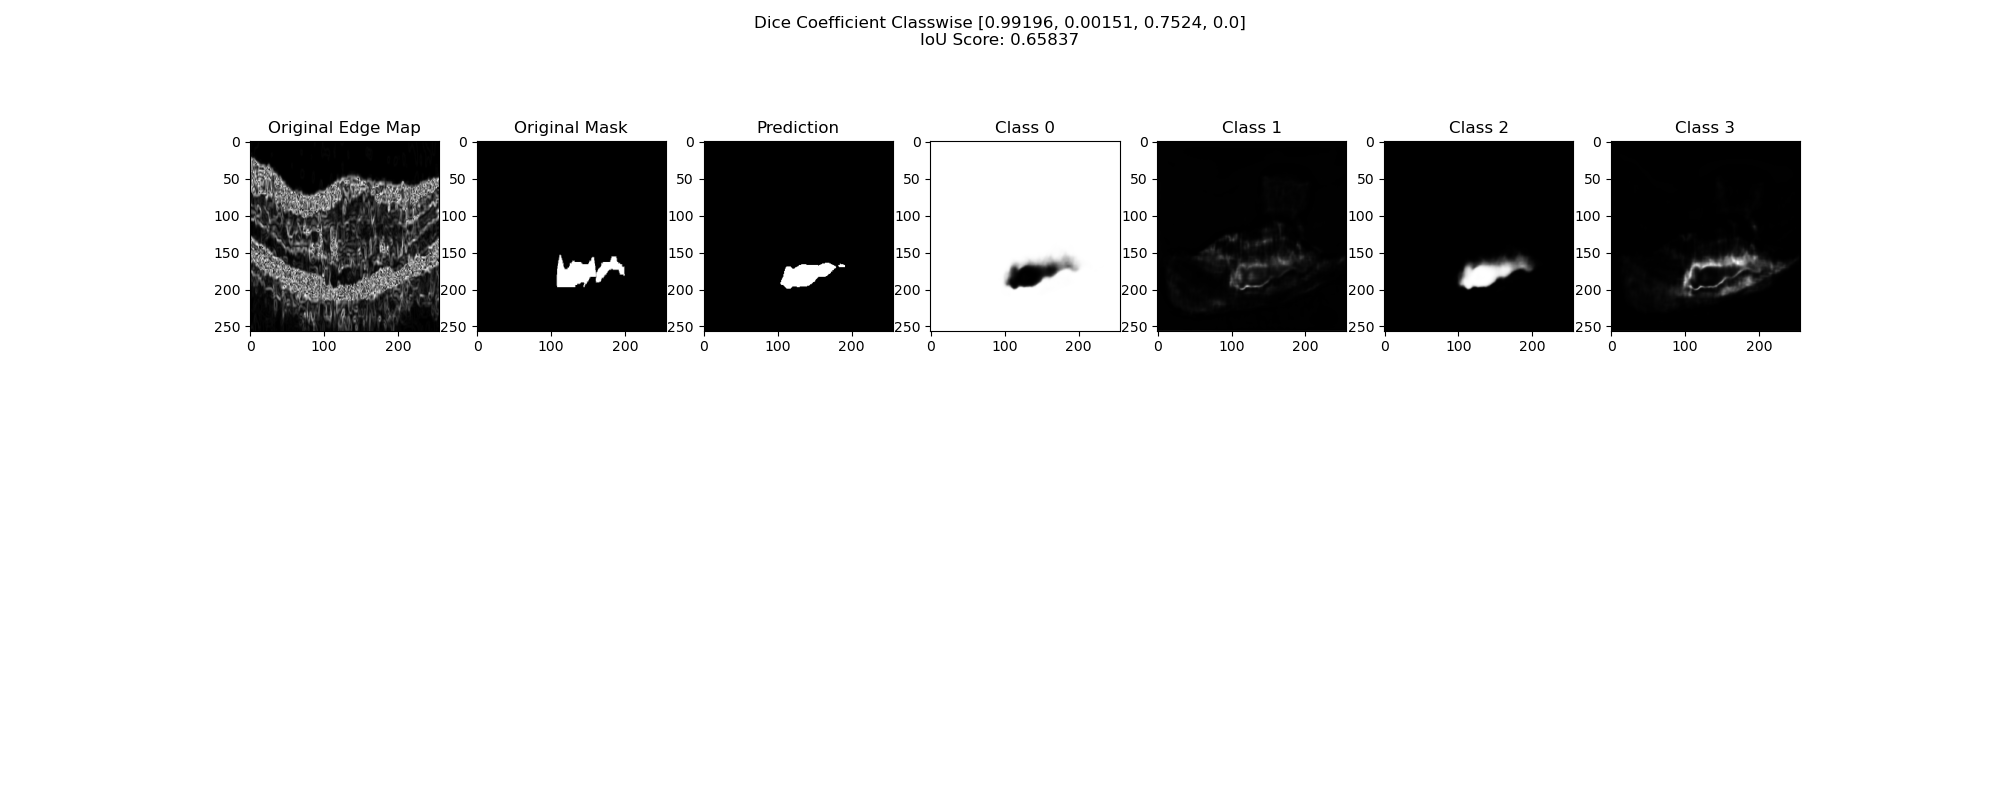 Dice Coefficient Classwise [0.99196, 0.00151, 0.7524, 0.0]
IoU Score: 0.65837
Original Edge Map
Original Mask
Prediction
Class 0
Class 1
Class 2
Class 3
0 0 0 0 0 0 0
50 50 50 50 50 50 50
100 100 100 100 100 100 100
150 150 150 150 150 150 150
200 200 200 200 200 200 200
250 250 250 250 250 250 250
0 100 200 0 100 200 0 100 200 0 100 200 0 100 200 0 100 200 0 100 200